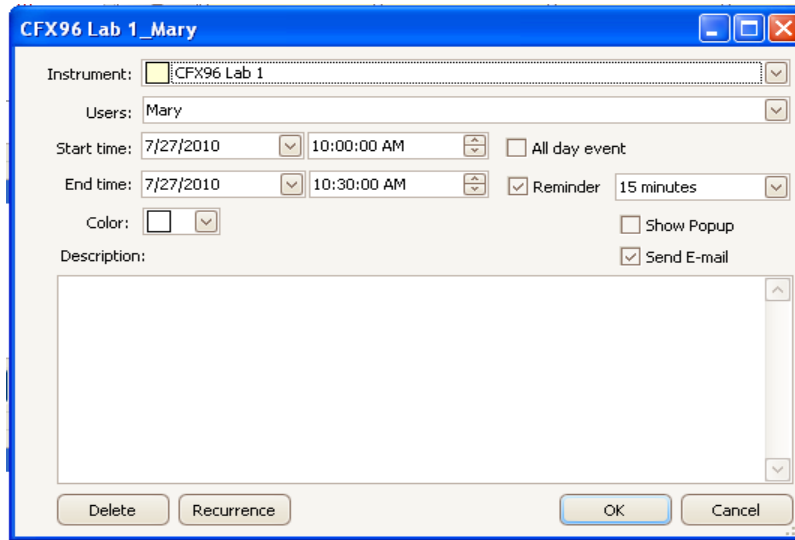 CFX96 Lab 1_Mary
Instrument: CFX96 Lab 1
Users: Mary
Start time: 7/27/2010 10:00:00 AM All day event
End time: 7/27/2010 10:30:00 AM Reminder 15 minutes
Color: Show Popup
Description: Send E-mail
Delete Recurrence OK Cancel